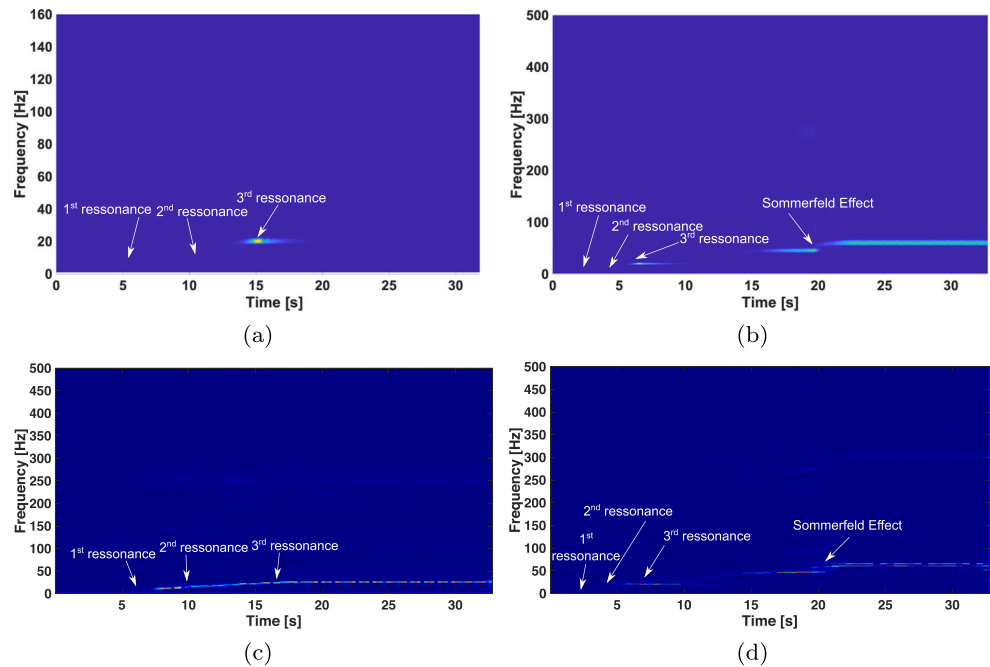 160
140
120
100
80
60
40
20
0
Frequency [Hz]
1st ressonance
2nd ressonance
3rd ressonance
0 5 10 15 20 25 30
Time [s]
(a)
500
400
300
200
100
0
Frequency [Hz]
1st ressonance
2nd ressonance
3rd ressonance
Sommerfeld Effect
0 5 10 15 20 25 30
Time [s]
(b)
500
450
400
350
300
250
200
150
100
50
0
Frequency [Hz]
1st ressonance
2nd ressonance
3rd ressonance
5 10 15 20 25 30
Time [s]
(c)
500
450
400
350
300
250
200
150
100
50
0
Frequency [Hz]
1st
ressonance
2nd ressonance
3rd ressonance
Sommerfeld Effect
5 10 15 20 25 30
Time [s]
(d)